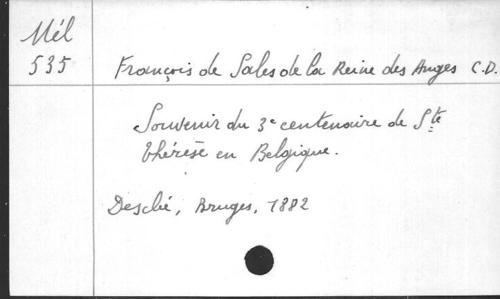 Mél
535
François de Sales de la Reine des Anges C.D.
Souvenir du 3e centenaire de Ste
Thérèse en Belgique.
Bruges, 1882